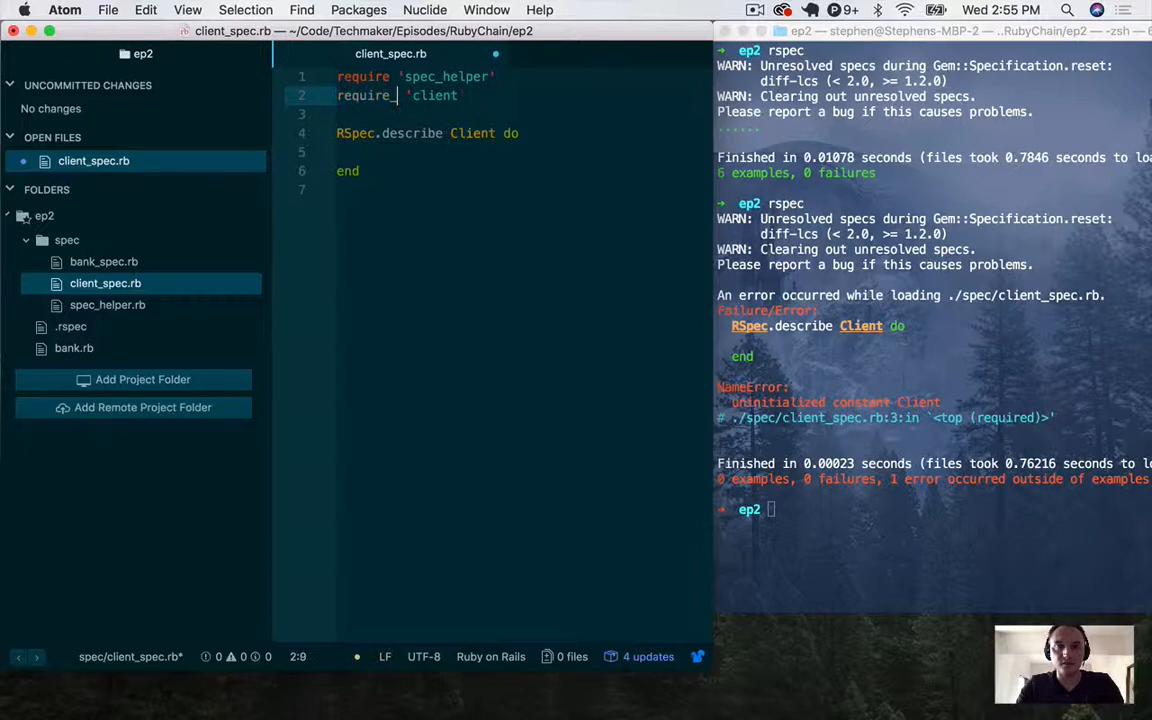 Atom File Edit View Selection Find Packages Nuclide Window Help
9+ Wed 2:55 PM
client_spec.rb — ~/Code/Techmaker/Episodes/RubyChain/ep2
ep2
UNCOMMITTED CHANGES
No changes
OPEN FILES
client_spec.rb
FOLDERS
ep2
spec
bank_spec.rb
client_spec.rb
spec_helper.rb
.rspec
bank.rb
Add Project Folder
Add Remote Project Folder
client_spec.rb
1 require 'spec_helper'
2 require_ 'client'
3
4 RSpec.describe Client do
5
6 end
7
spec/client_spec.rb* 0 0 0 2:9 LF UTF-8 Ruby on Rails 0 files 4 updates
ep2 — stephen@Stephens-MBP-2 — ..RubyChain/ep2 — -zsh
→ ep2 rspec
WARN: Unresolved specs during Gem::Specification.reset:
diff-lcs (< 2.0, >= 1.2.0)
WARN: Clearing out unresolved specs.
Please report a bug if this causes problems.
......
Finished in 0.01078 seconds (files took 0.7846 seconds to lo
6 examples, 0 failures
→ ep2 rspec
WARN: Unresolved specs during Gem::Specification.reset:
diff-lcs (< 2.0, >= 1.2.0)
WARN: Clearing out unresolved specs.
Please report a bug if this causes problems.
An error occurred while loading ./spec/client_spec.rb.
Failure/Error:
RSpec.describe Client do
end
NameError:
uninitialized constant Client
# ./spec/client_spec.rb:3:in `<top (required)>'
Finished in 0.00023 seconds (files took 0.76216 seconds to lo
0 examples, 0 failures, 1 error occurred outside of examples
→ ep2